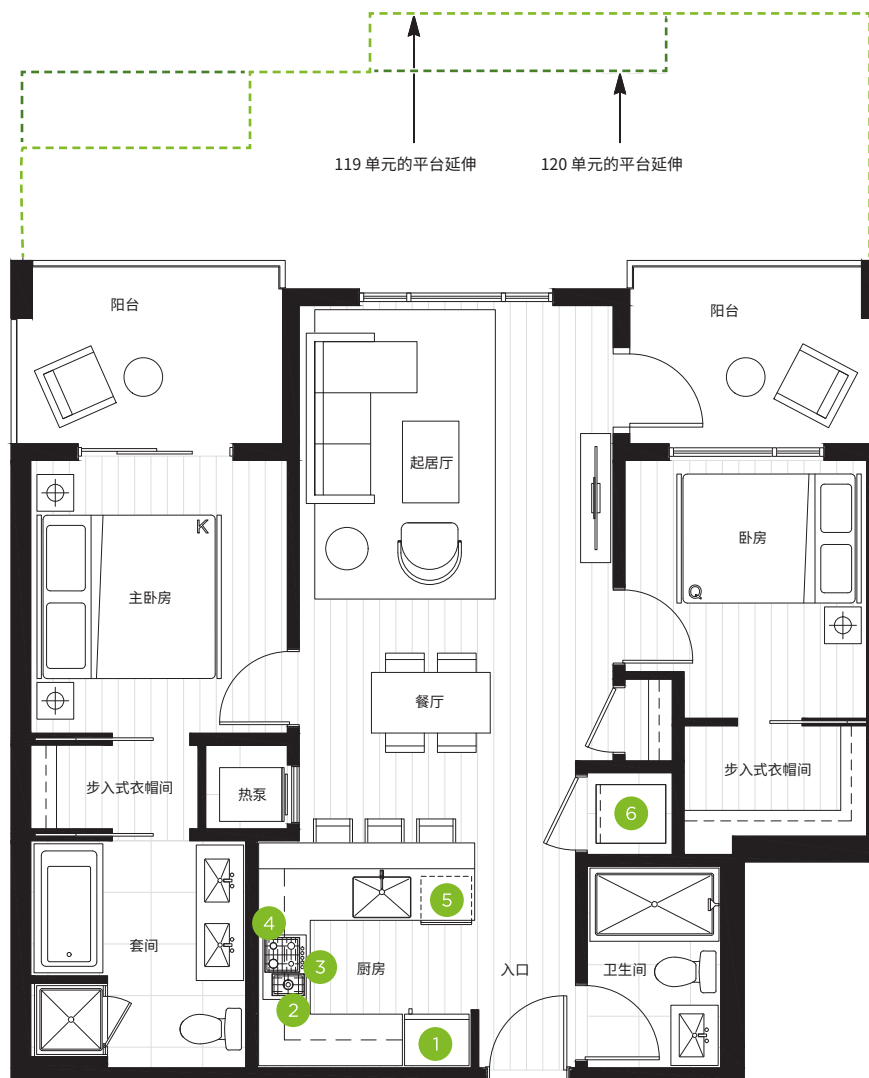 119 单元的平台延伸
120 单元的平台延伸
阳台
阳台
起居厅
K
卧房
主卧房
Q
餐厅
步入式衣帽间
步入式衣帽间
热泵
6
5
4
套间
3
厨房
入口
卫生间
2
1